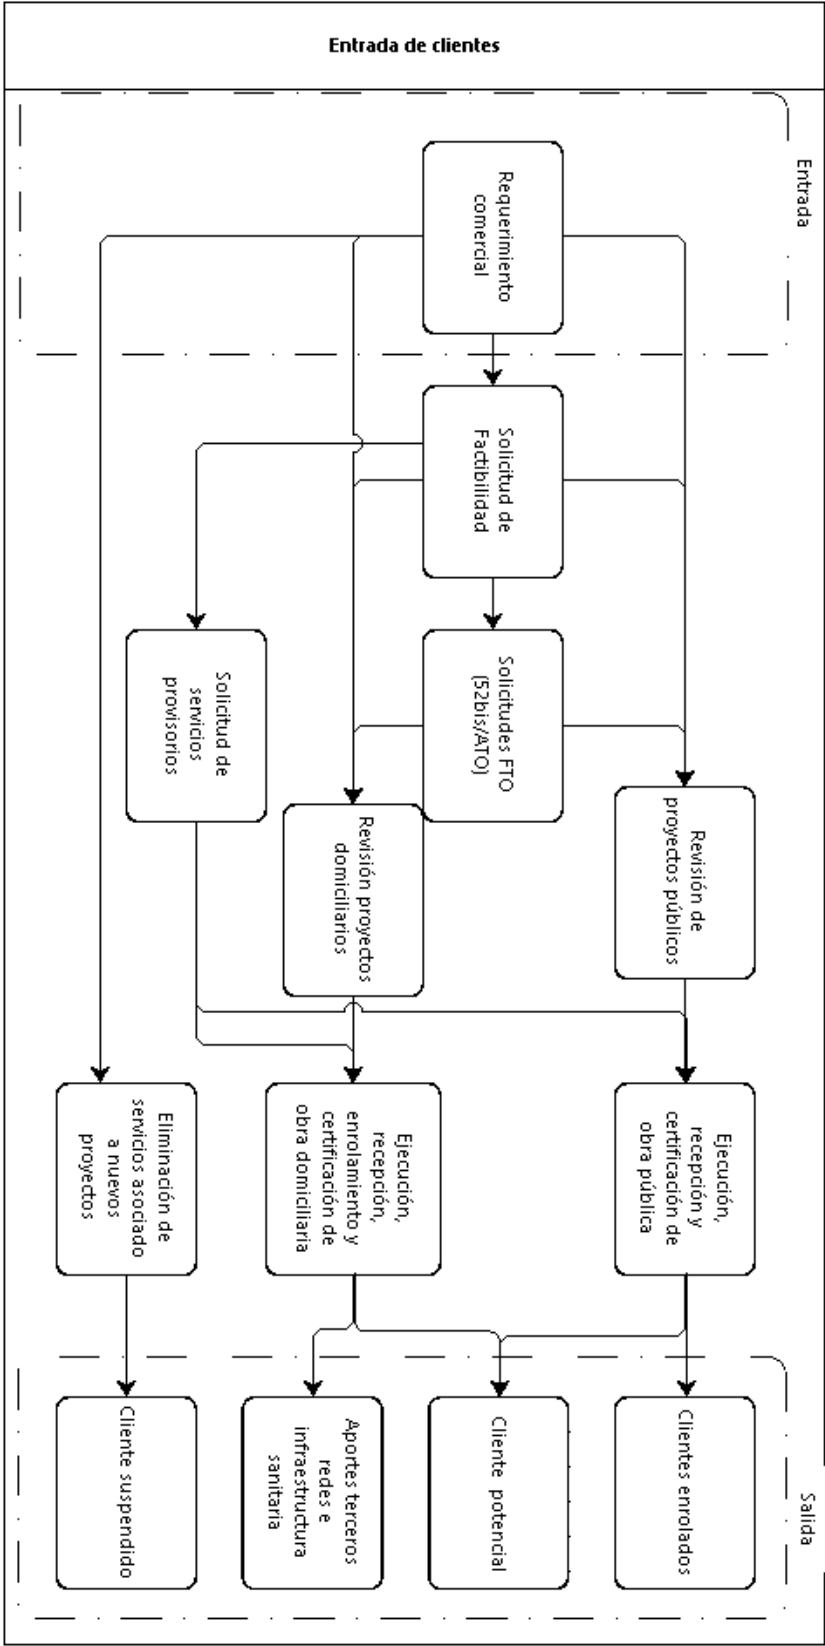 Entrada de clientes
Entrada
Requerimiento
comercial
Solicitud de
Factibilidad
Solicitudes FTO
(52bis/ATO)
Solicitud de
servicios
provisorios
Revisión de
proyectos públicos
Revisión proyectos
domiciliarios
Ejecución,
recepción y
certificación de
obra pública
Ejecución,
recepción,
enrolamiento y
certificación de
obra domiciliaria
Eliminación de
servicios asociado
a nuevos
proyectos
Salida
Clientes enrolados
Cliente potencial
Aportes terceros
redes e
infraestructura
sanitaria
Cliente suspendido